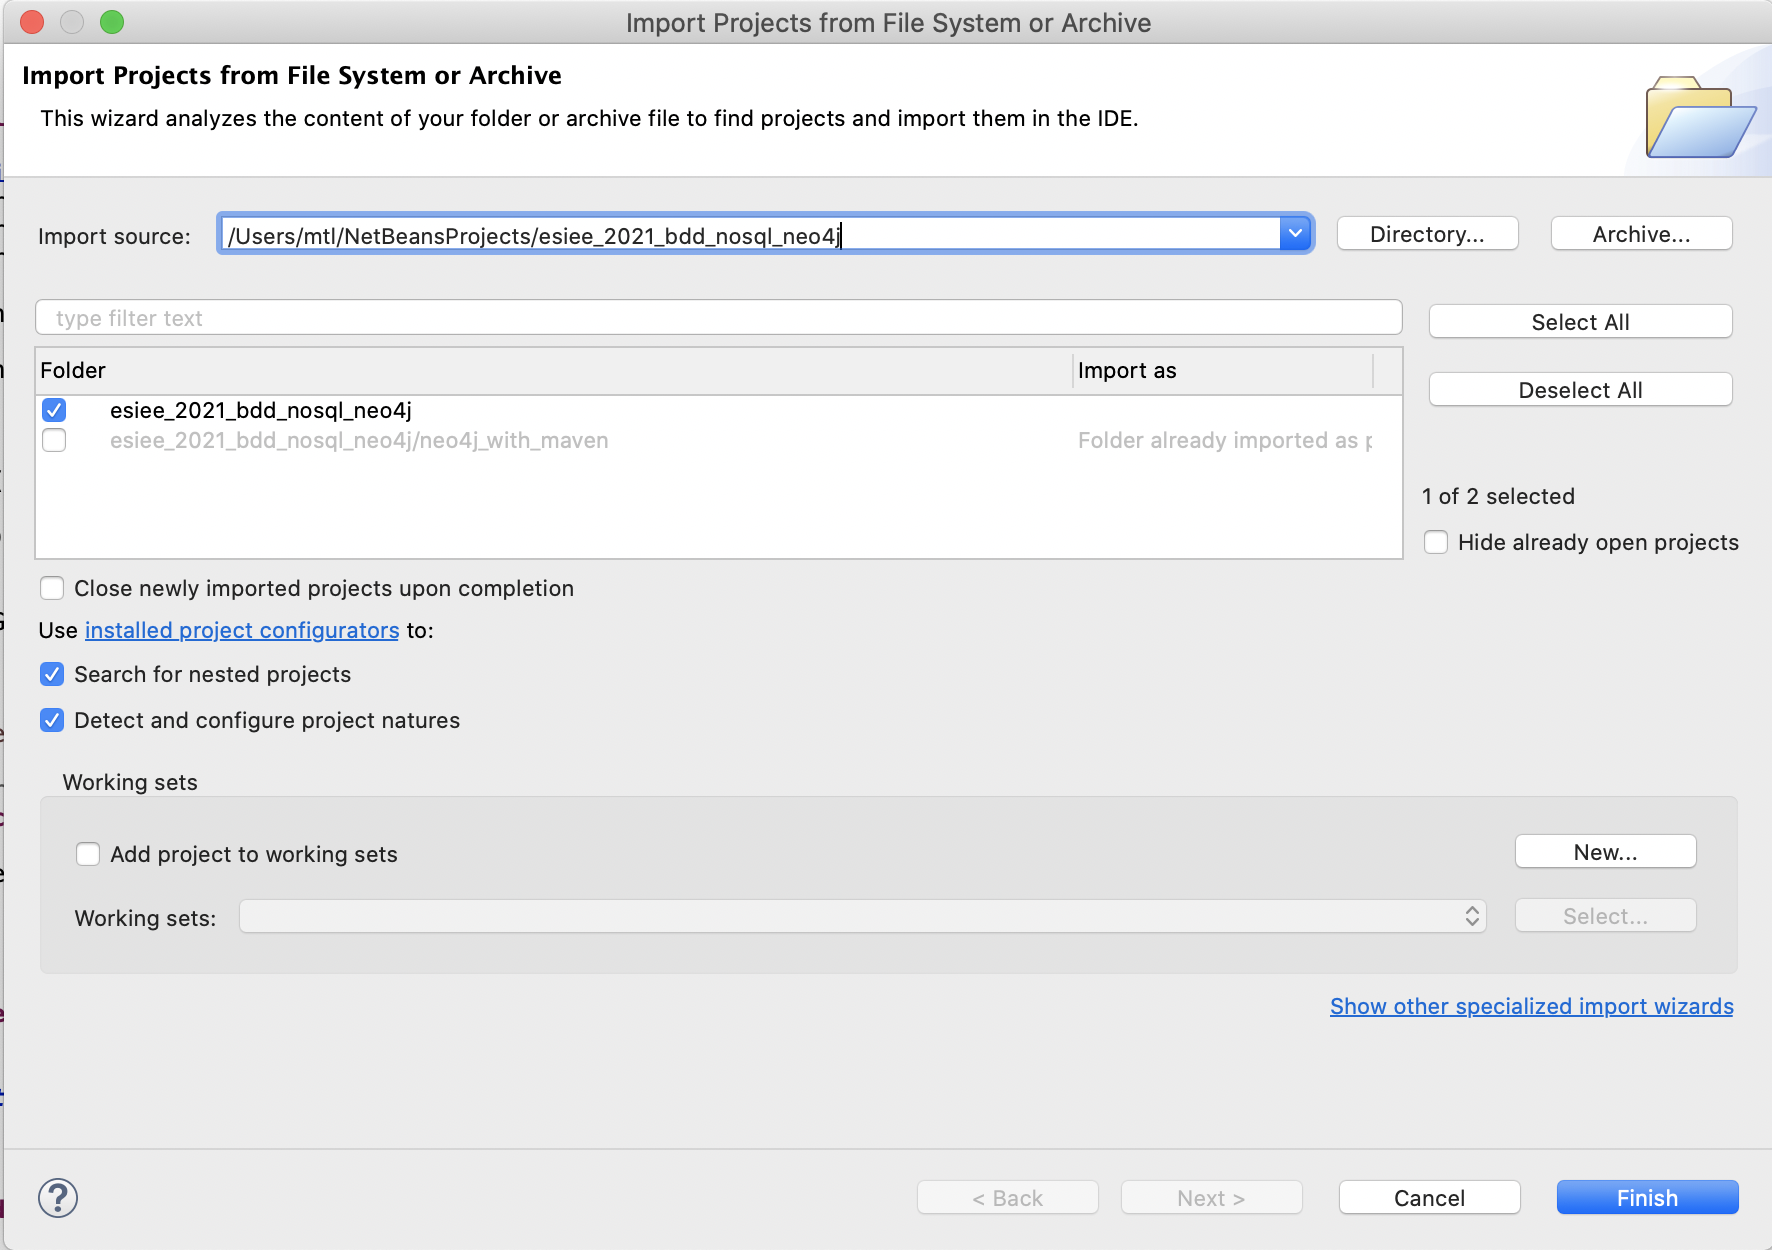 Import Projects from File System or Archive
Import Projects from File System or Archive
This wizard analyzes the content of your folder or archive file to find projects and import them in the IDE.
Import source: /Users/mtl/NetBeansProjects/esiee_2021_bdd_nosql_neo4j Directory... Archive...
type filter text
Select All
Folder Import as
Deselect All
esiee_2021_bdd_nosql_neo4j
esiee_2021_bdd_nosql_neo4j/neo4j_with_maven Folder already imported as p
1 of 2 selected
Hide already open projects
Close newly imported projects upon completion
Use installed project configurators to:
Search for nested projects
Detect and configure project natures
Working sets
Add project to working sets New...
Working sets: Select...
Show other specialized import wizards
? < Back Next > Cancel Finish